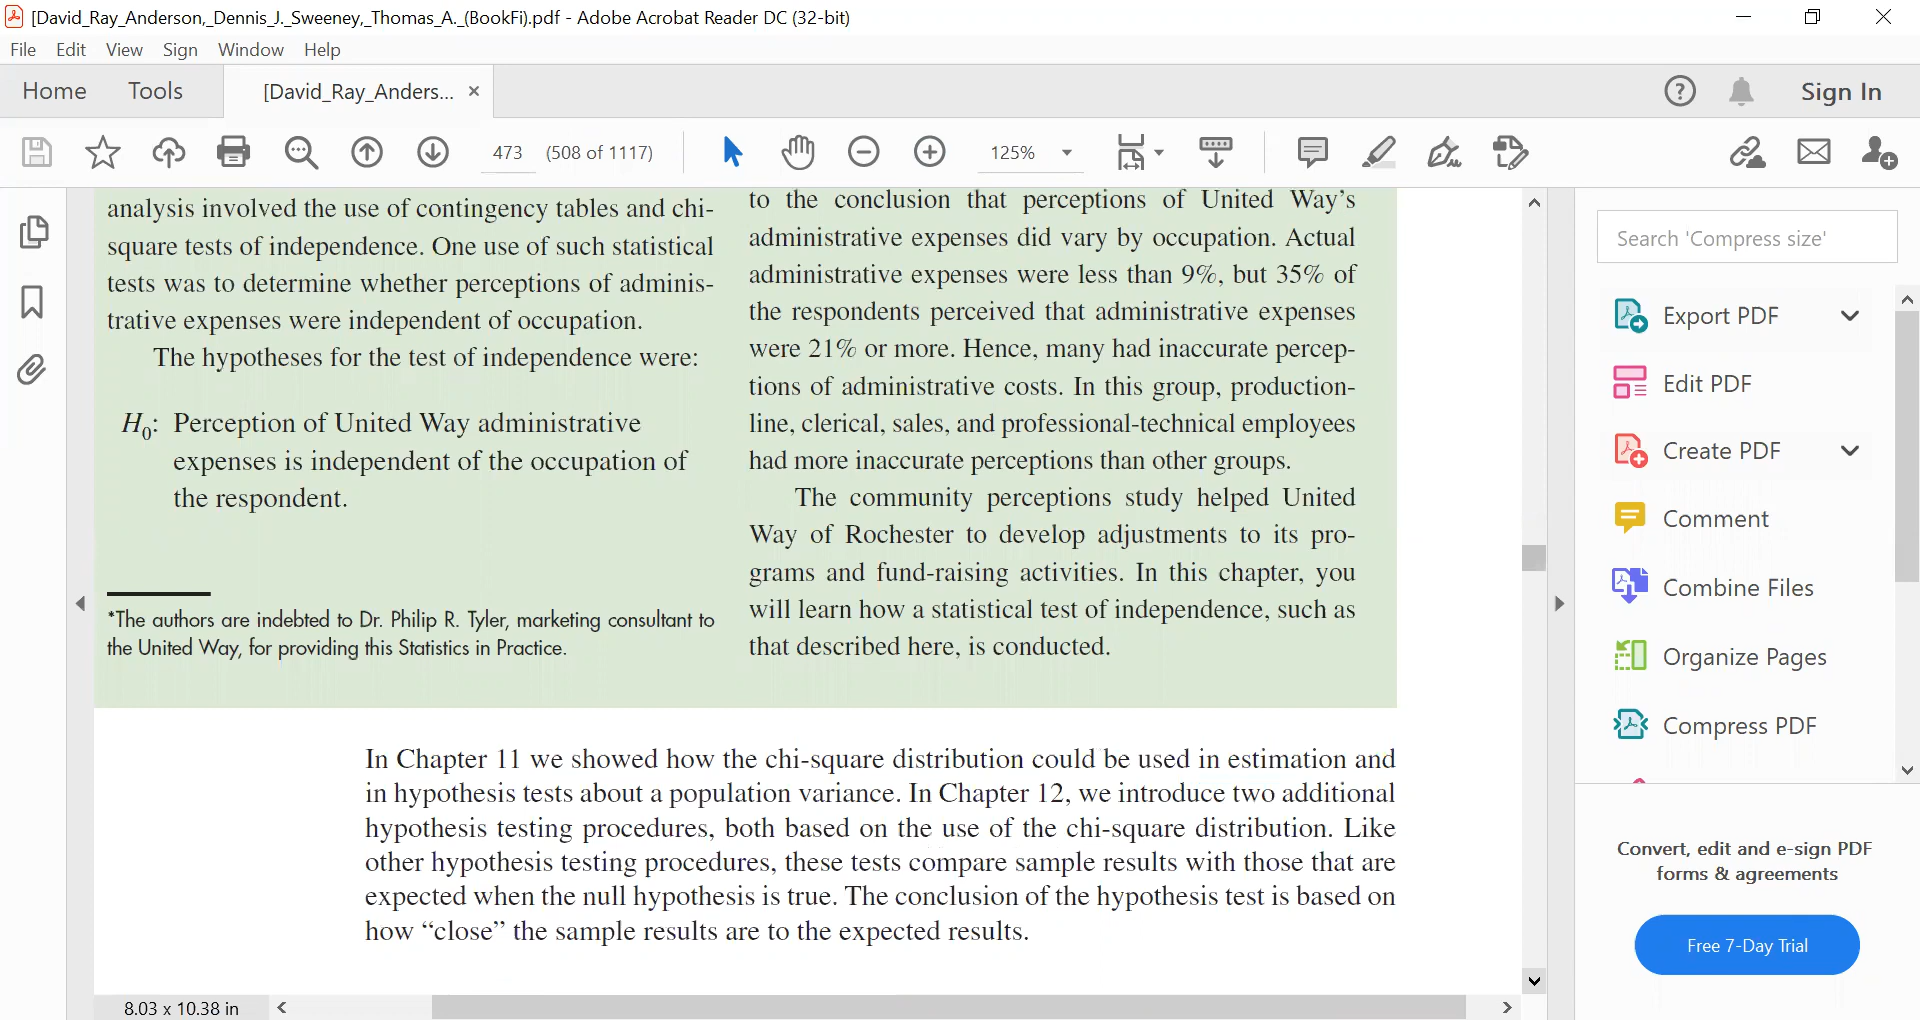 [David_Ray_Anderson,_Dennis_J._Sweeney,_Thomas_A._(BookFi).pdf - Adobe Acrobat Reader DC (32-bit)
File Edit View Sign Window Help
Home Tools [David_Ray_Anders... × Sign In
473 (508 of 1117) 125%
analysis involved the use of contingency tables and chi-
square tests of independence. One use of such statistical
tests was to determine whether perceptions of adminis-
trative expenses were independent of occupation.
The hypotheses for the test of independence were:
H0: Perception of United Way administrative
expenses is independent of the occupation of
the respondent.
*The authors are indebted to Dr. Philip R. Tyler, marketing consultant to
the United Way, for providing this Statistics in Practice.
to the conclusion that perceptions of United Way's
administrative expenses did vary by occupation. Actual
administrative expenses were less than 9%, but 35% of
the respondents perceived that administrative expenses
were 21% or more. Hence, many had inaccurate percep-
tions of administrative costs. In this group, production-
line, clerical, sales, and professional-technical employees
had more inaccurate perceptions than other groups.
The community perceptions study helped United
Way of Rochester to develop adjustments to its pro-
grams and fund-raising activities. In this chapter, you
will learn how a statistical test of independence, such as
that described here, is conducted.
In Chapter 11 we showed how the chi-square distribution could be used in estimation and
in hypothesis tests about a population variance. In Chapter 12, we introduce two additional
hypothesis testing procedures, both based on the use of the chi-square distribution. Like
other hypothesis testing procedures, these tests compare sample results with those that are
expected when the null hypothesis is true. The conclusion of the hypothesis test is based on
how “close” the sample results are to the expected results.
8.03 x 10.38 in
Search 'Compress size'
Export PDF
Edit PDF
Create PDF
Comment
Combine Files
Organize Pages
Compress PDF
Convert, edit and e-sign PDF
forms & agreements
Free 7-Day Trial